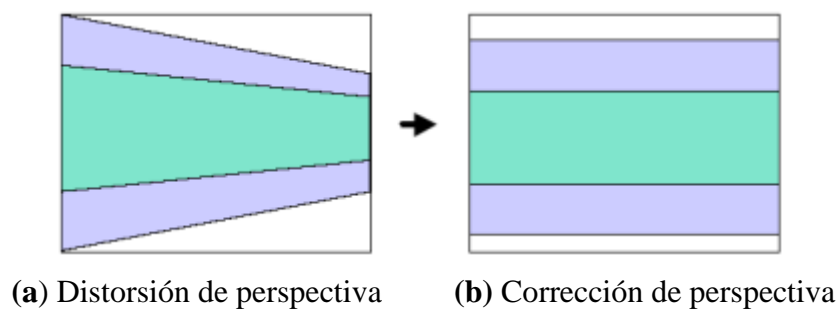 (a) Distorsión de perspectiva
(b) Corrección de perspectiva